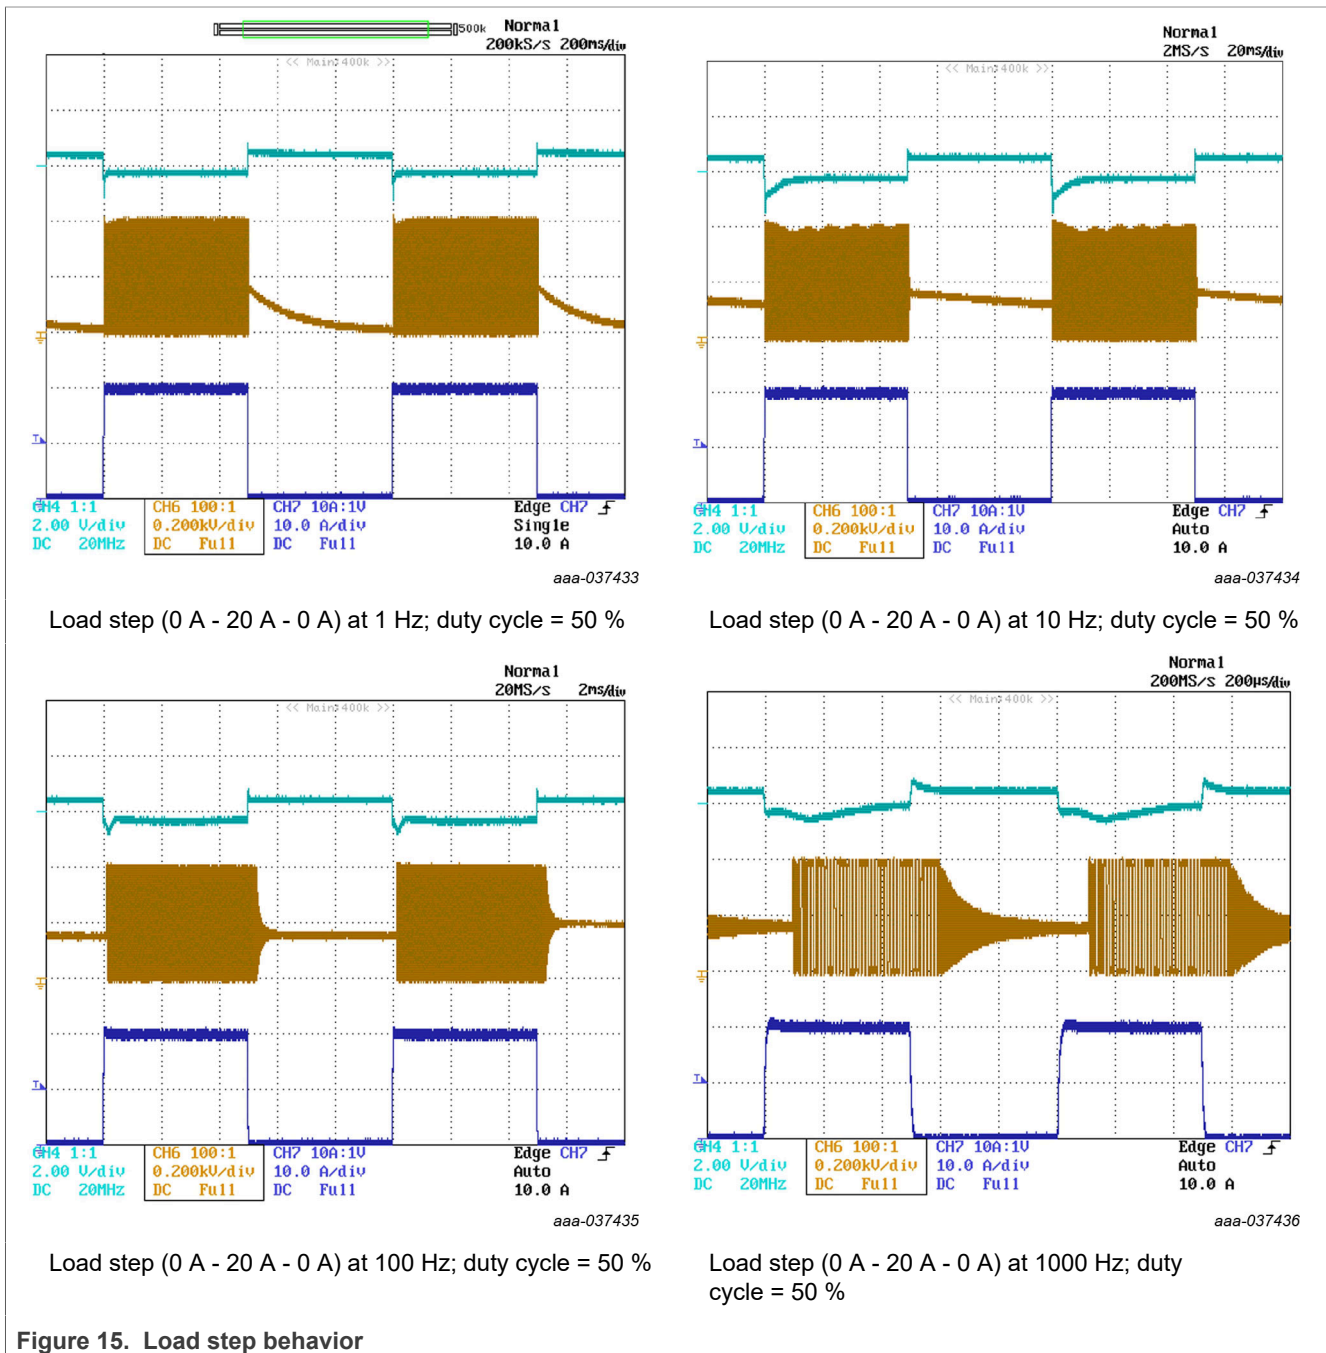 500k
Normal
200kS/s 200ms/div
<< Main:400k >>
CH4 1:1 CH6 100:1 CH7 10A:1V Edge CH7
2.00 V/div 0.200kV/div 10.0 A/div Single
DC 20MHz DC Full DC Full 10.0 A
aaa-037433
Load step (0 A - 20 A - 0 A) at 1 Hz; duty cycle = 50 %
Normal
2MS/s 20ms/div
<< Main:400k >>
CH4 1:1 CH6 100:1 CH7 10A:1V Edge CH7
2.00 V/div 0.200kV/div 10.0 A/div Auto
DC 20MHz DC Full DC Full 10.0 A
aaa-037434
Load step (0 A - 20 A - 0 A) at 10 Hz; duty cycle = 50 %
Normal
20MS/s 2ms/div
<< Main:400k >>
CH4 1:1 CH6 100:1 CH7 10A:1V Edge CH7
2.00 V/div 0.200kV/div 10.0 A/div Auto
DC 20MHz DC Full DC Full 10.0 A
aaa-037435
Load step (0 A - 20 A - 0 A) at 100 Hz; duty cycle = 50 %
Normal
200MS/s 200µs/div
<< Main:400k >>
CH4 1:1 CH6 100:1 CH7 10A:1V Edge CH7
2.00 V/div 0.200kV/div 10.0 A/div Auto
DC 20MHz DC Full DC Full 10.0 A
aaa-037436
Load step (0 A - 20 A - 0 A) at 1000 Hz; duty
cycle = 50 %
Figure 15. Load step behavior